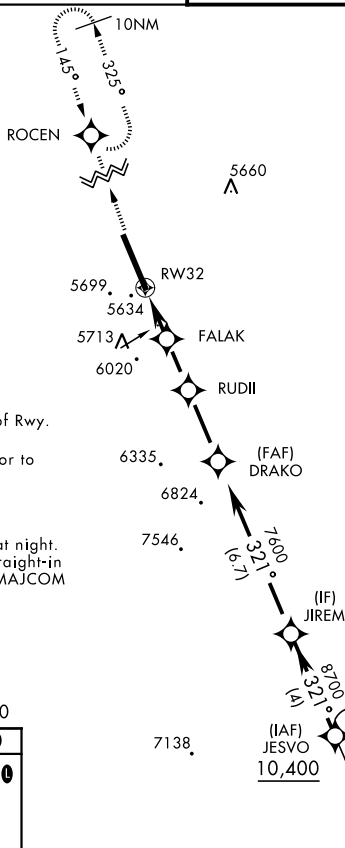 10NM
145°
325°
ROCEN
5660
RW32
5699
5634
5713
FALAK
6020
RUDII
of Rwy.
or to
6335
(FAF)
DRAKO
6824
at night.
raight-in
MAJCOM
7546
7600
321°
(6.7)
(IF)
JIREM
8700
321°
(4)
0
L
7138
(IAF)
JESVO
10,400